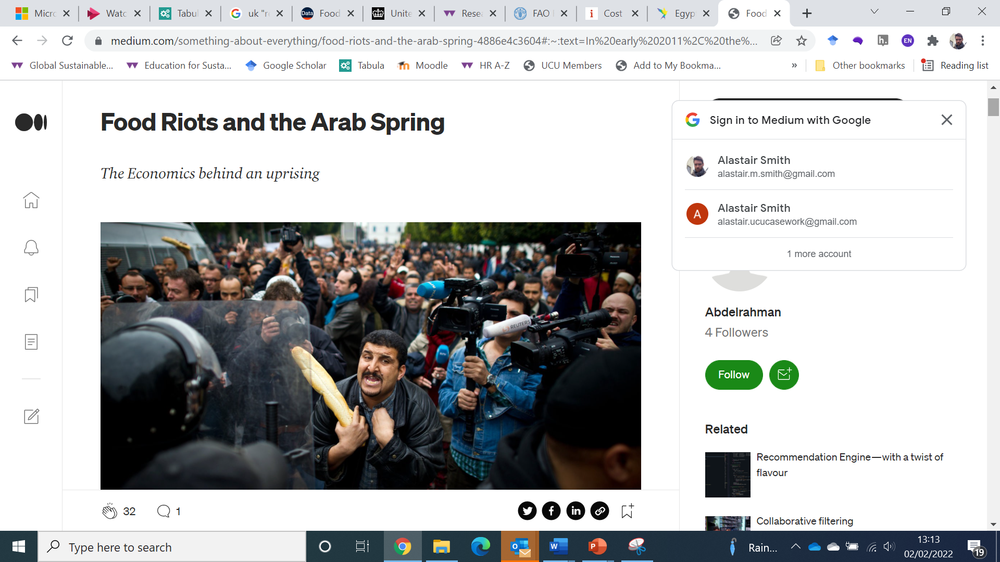 Micr
Watc
Tabul
uk "r
Data
Food
Unite
Resea
FAO
Cost
Egyp
Food
medium.com/something-about-everything/food-riots-and-the-arab-spring-4886e4c3604#:~:text=In%20early%202011%2C%20the%...
h.
EN
Global Sustainable...
Education for Susta...
Google Scholar
Tabula
Moodle
HR A-Z
UCU Members
Add to My Bookma...
»
Other bookmarks
Reading list
Food Riots and the Arab Spring
The Economics behind an uprising
REUTERS
Panasonic
32
1
Sign in to Medium with Google
Alastair Smith
alastair.m.smith@gmail.com
A
Alastair Smith
alastair.ucucasework@gmail.com
1 more account
Abdelrahman
4 Followers
Follow
Related
Recommendation Engine — with a twist of
flavour
Collaborative filtering
Type here to search
Rain...
13:13
02/02/2022
19